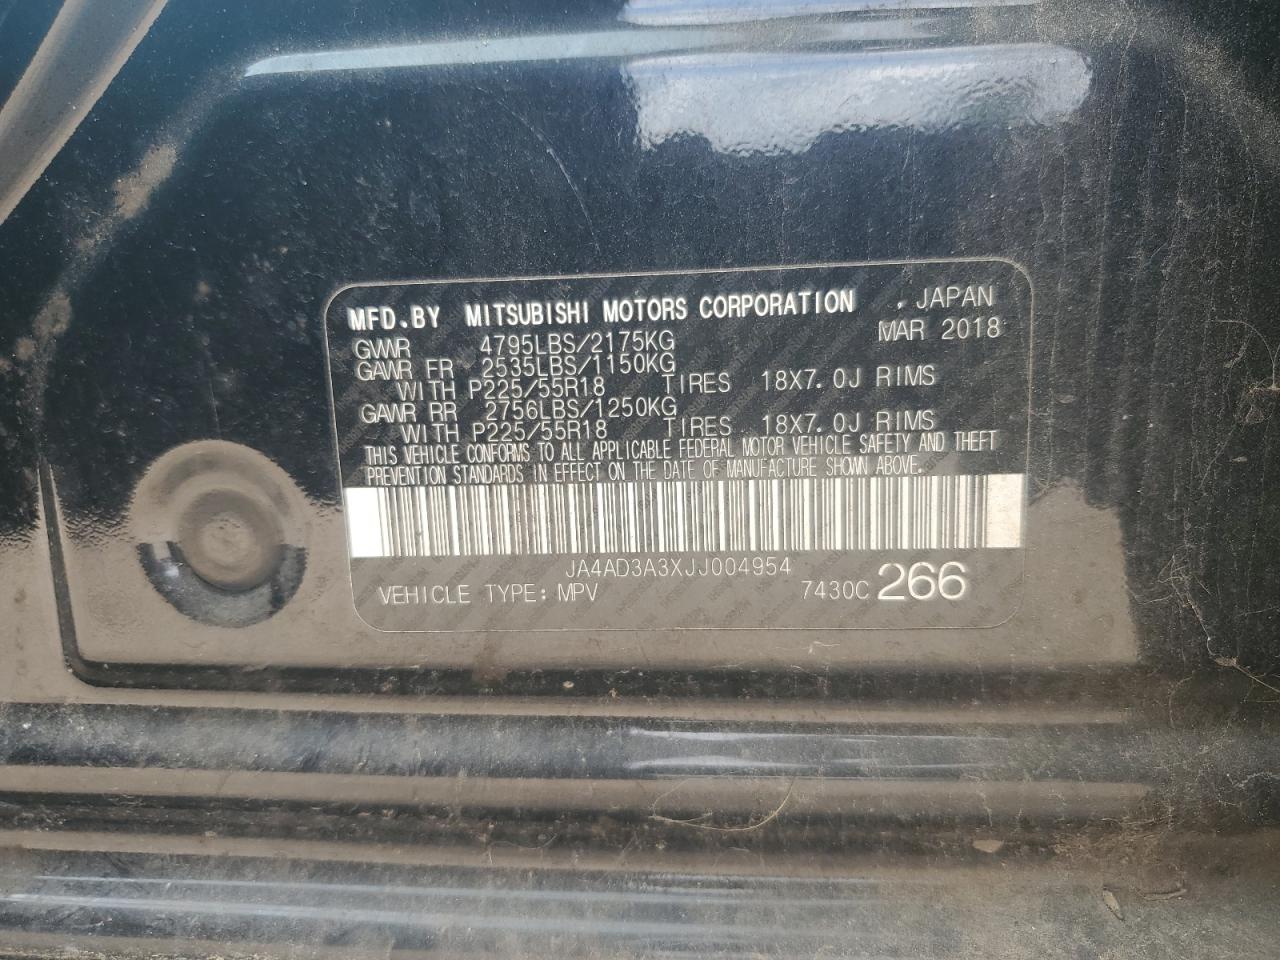 MFD.BY MITSUBISHI MOTORS CORPORATION , JAPAN
GWR 4795LBS/2175KG MAR 2018
GAWR FR 2535LBS/1150KG
WITH P225/55R18 TIRES 18X7.0J RIMS
GAWR RR 2756LBS/1250KG
WITH P225/55R18 TIRES 18X7.0J RIMS
THIS VEHICLE CONFORMS TO ALL APPLICABLE FEDERAL MOTOR VEHICLE SAFETY AND THEFT
PREVENTION STANDARDS IN EFFECT ON THE DATE OF MANUFACTURE SHOWN ABOVE.
JA4AD3A3XJJ004954
VEHICLE TYPE: MPV 7430C 266